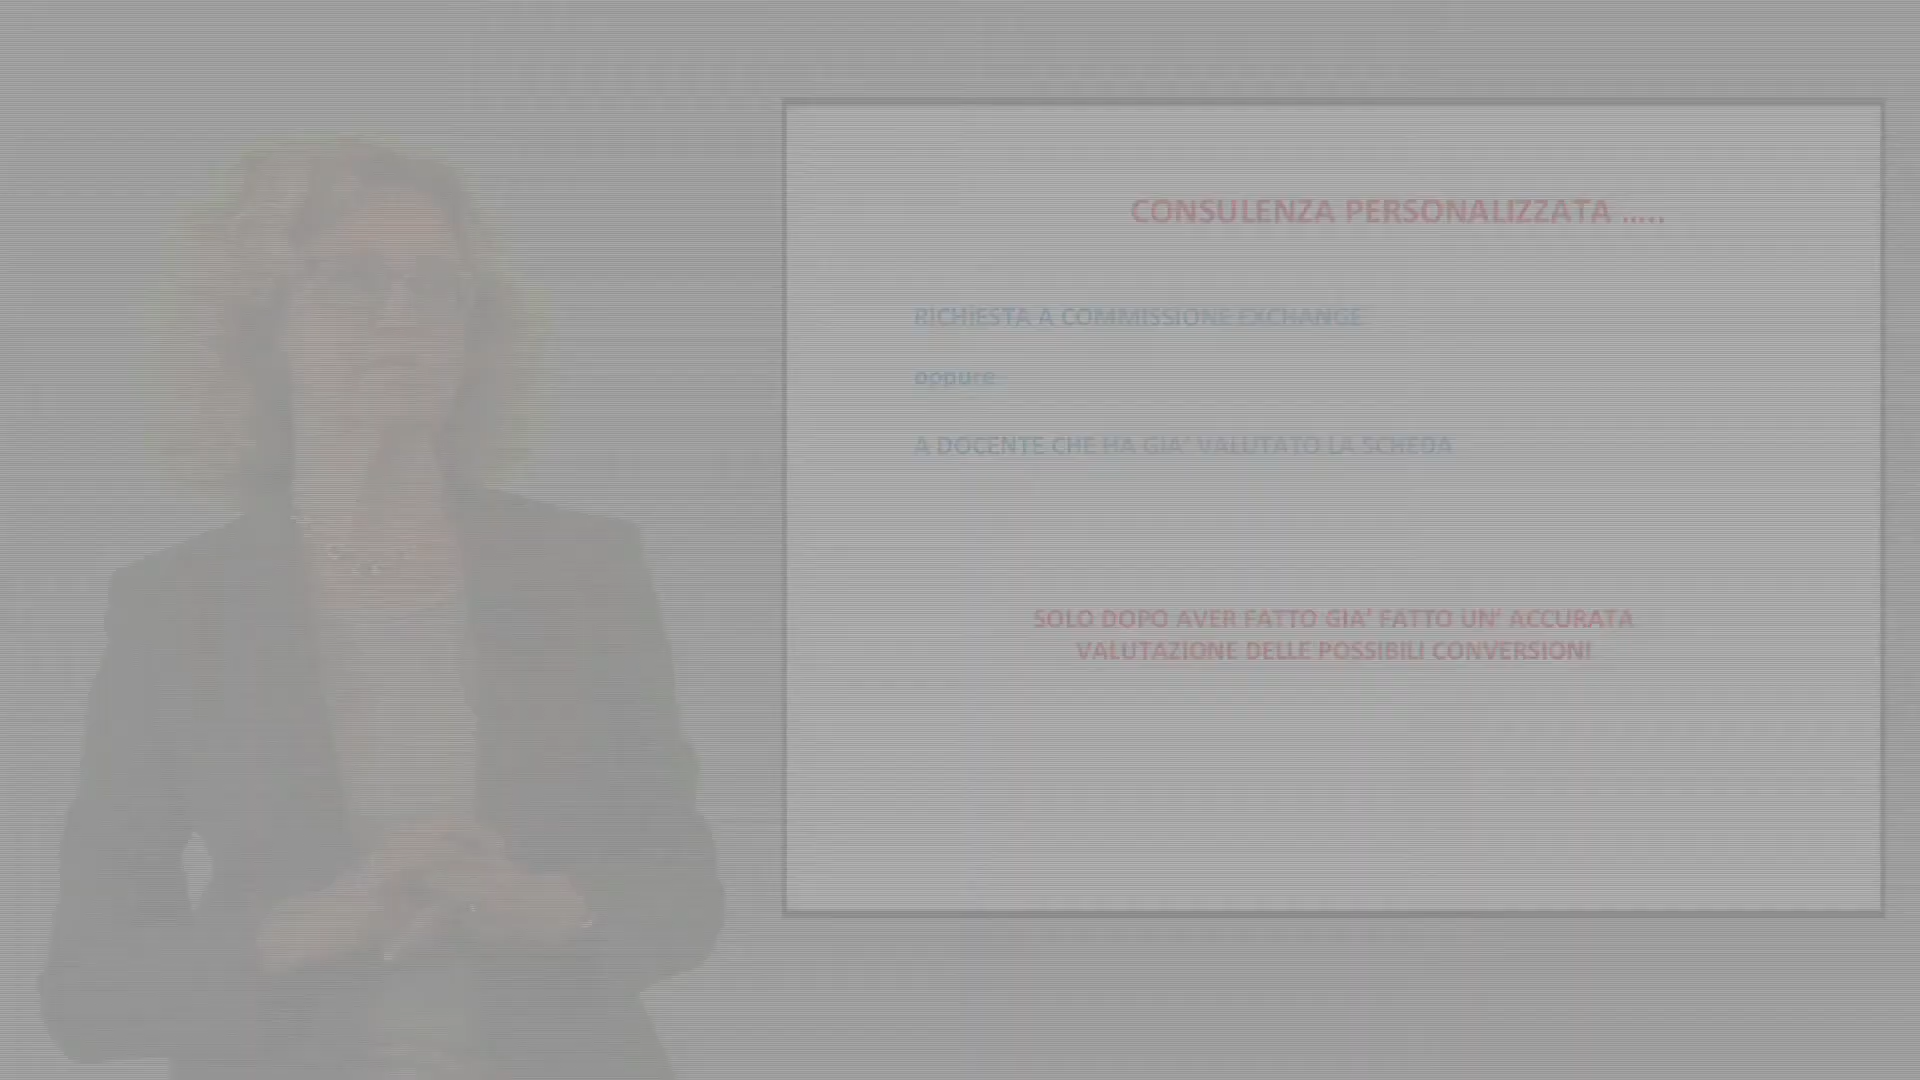 CONSULENZA PERSONALIZZATA .....
RICHIESTA A COMMISSIONE EXCHANGE
oppure
A DOCENTE CHE HA GIA' VALUTATO LA SCHEDA
SOLO DOPO AVER FATTO GIA' FATTO UN' ACCURATA
VALUTAZIONE DELLE POSSIBILI CONVERSIONI